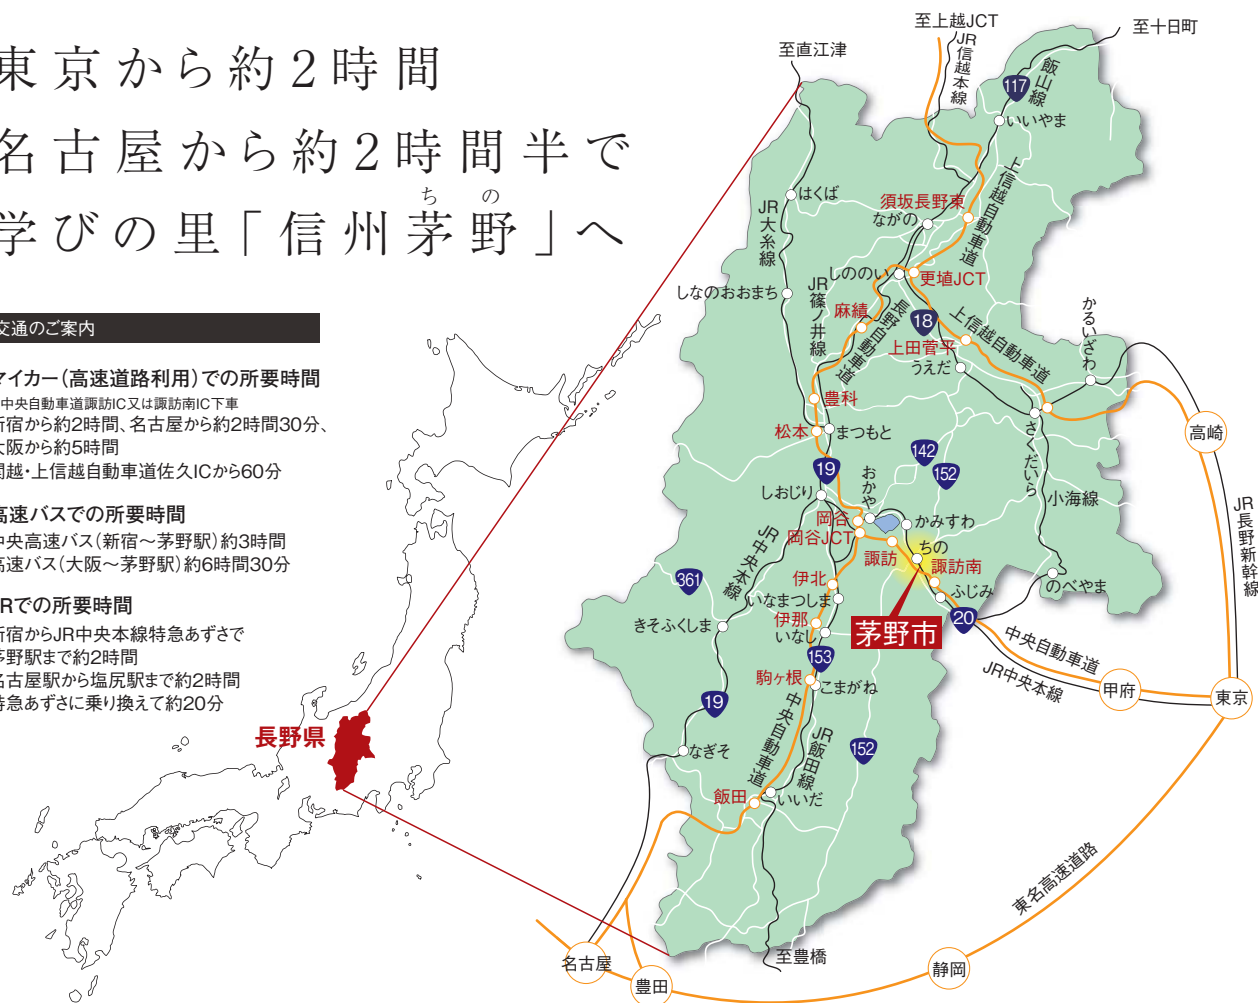 東京から約2時間
名古屋から約2時間半で
ちの
学びの里「信州茅野」へ
交通のご案内
マイカー(高速道路利用)での所要時間
中央自動車道諏訪IC又は諏訪南IC下車
新宿から約2時間、名古屋から約2時間30分、
大阪から約5時間
関越・上信越自動車道佐久ICから60分
高速バスでの所要時間
中央高速バス(新宿〜茅野駅)約3時間
高速バス(大阪〜茅野駅)約6時間30分
JRでの所要時間
新宿からJR中央本線特急あずさで
茅野駅まで約2時間
名古屋駅から塩尻駅まで約2時間
特急あずさに乗り換えて約20分
長野県
至上越JCT
至十日町
至直江津
JR信越本線
飯山線
117
いいやま
上信越自動車道
はくば
須坂長野東
ながの
JR大糸線
しののい
更埴JCT
しなのおおまち
JR篠ノ井線
麻績
長野自動車道
18
上田菅平
うえだ
上信越自動車道
かるいざわ
豊科
松本
まつもと
さくだいら
高崎
142
152
19
おかや
しおじり
小海線
JR長野新幹線
岡谷
かみすわ
岡谷JCT
JR中央本線
ちの
諏訪
諏訪南
361
伊北
いなまつしま
ふじみ
のべやま
きそふくしま
伊那
いなし
茅野市
20
153
中央自動車道
JR中央本線
甲府
東京
駒ヶ根
こまがね
19
中央自動車道
JR飯田線
152
なぎそ
飯田
いいだ
東名高速道路
至豊橋
名古屋
豊田
静岡